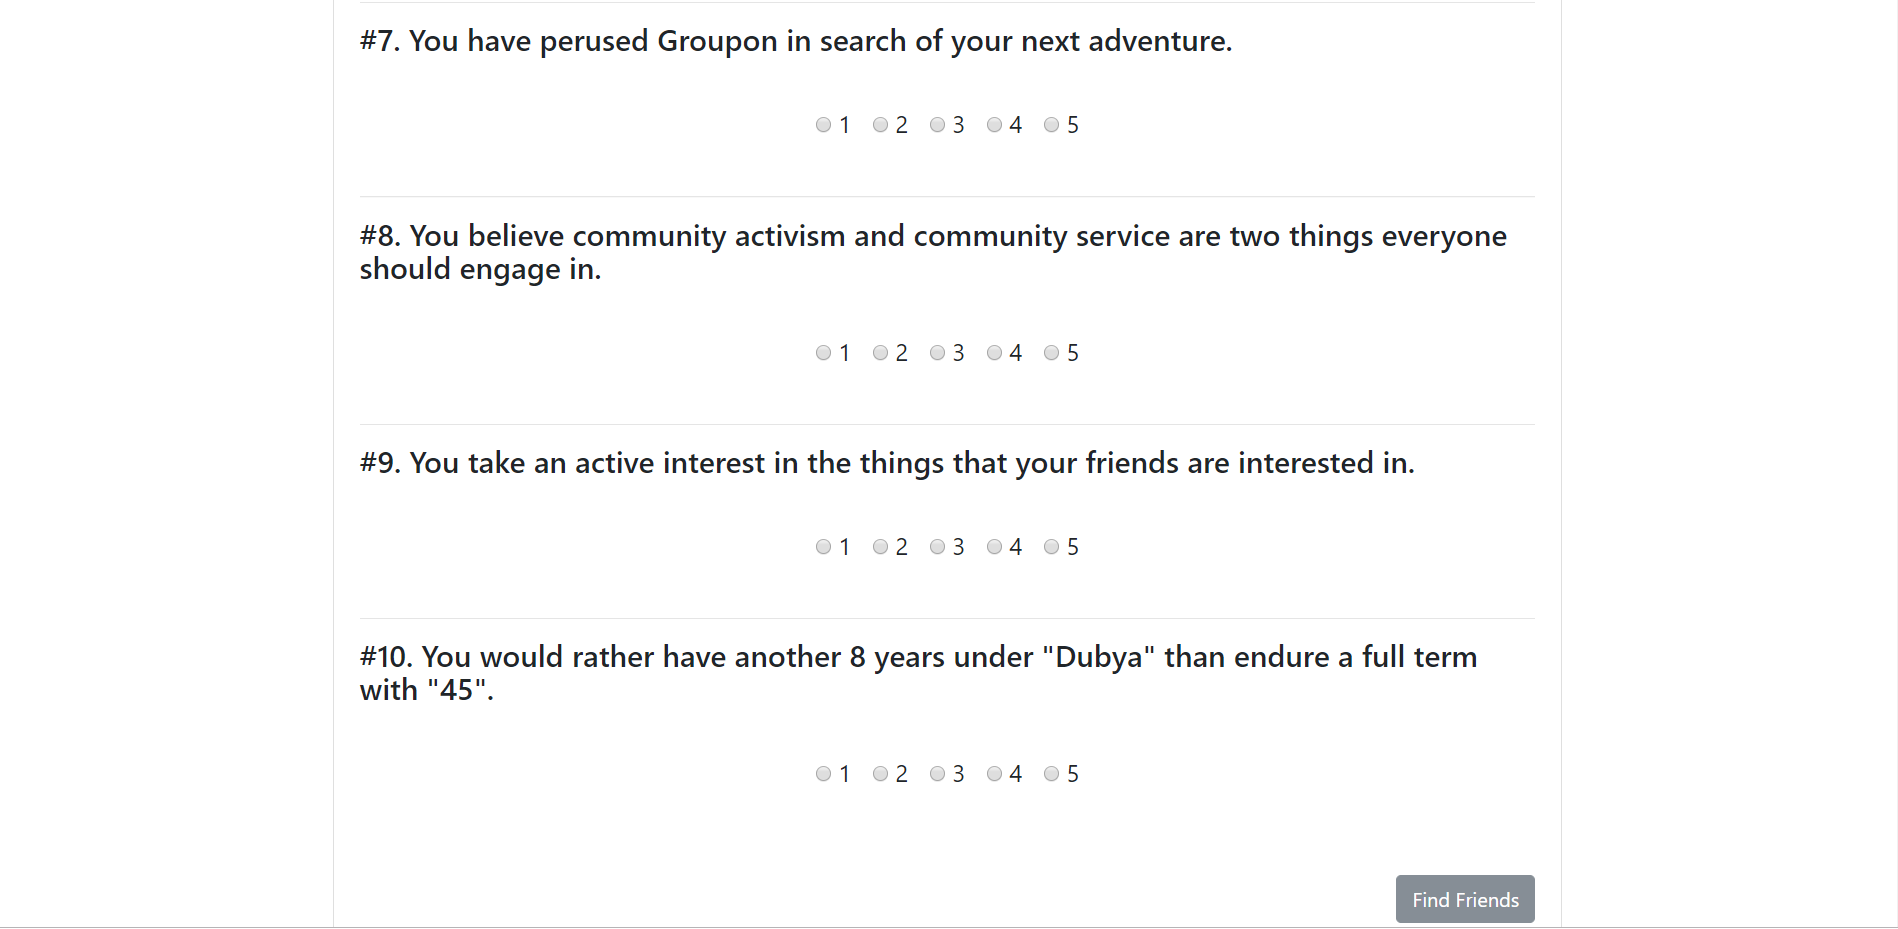 #7. You have perused Groupon in search of your next adventure.
1 2 3 4 5
#8. You believe community activism and community service are two things everyone
should engage in.
1 2 3 4 5
#9. You take an active interest in the things that your friends are interested in.
1 2 3 4 5
#10. You would rather have another 8 years under "Dubya" than endure a full term
with "45".
1 2 3 4 5
Find Friends